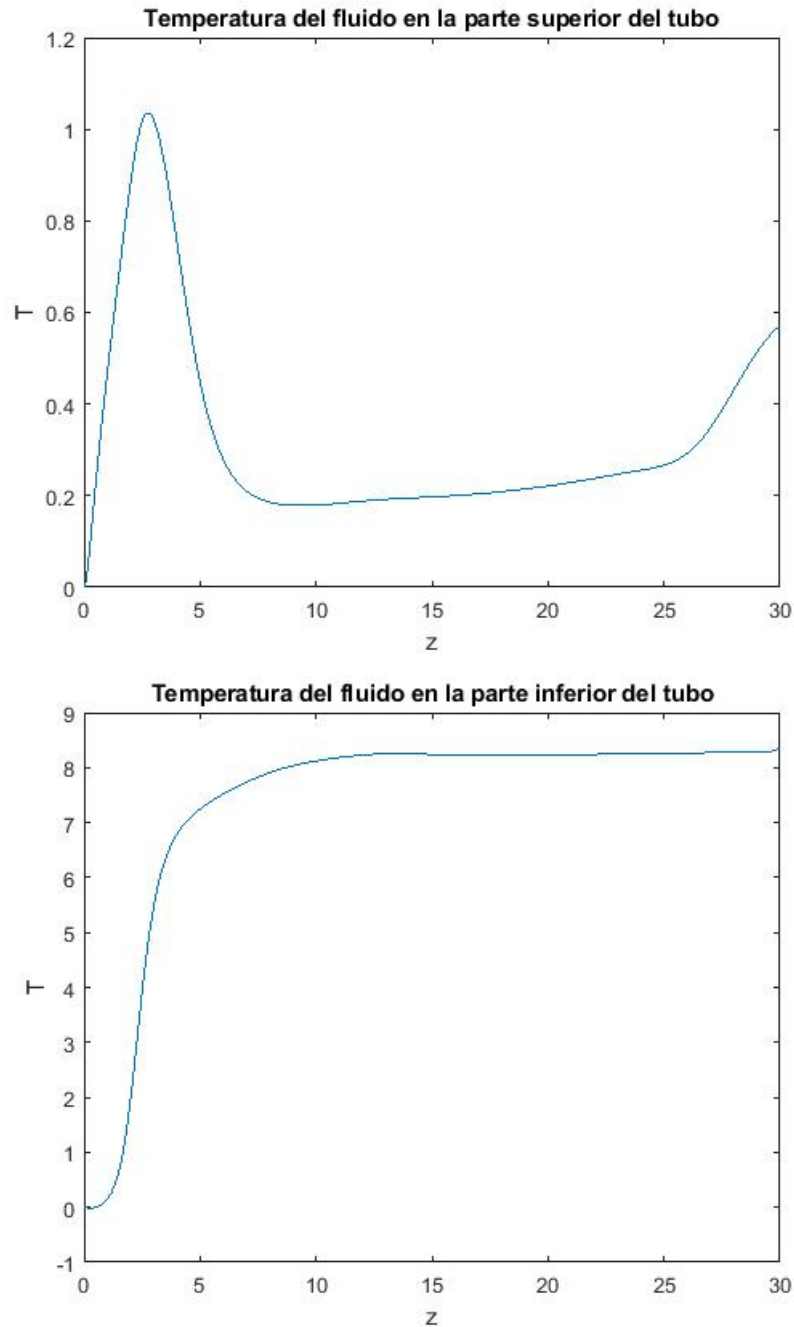 Temperatura del fluido en la parte superior del tubo
1.2
1
0.8
0.6
0.4
0.2
0
T
0 5 10 15 20 25 30
z
Temperatura del fluido en la parte inferior del tubo
9
8
7
6
5
4
3
2
1
0
-1
T
0 5 10 15 20 25 30
z